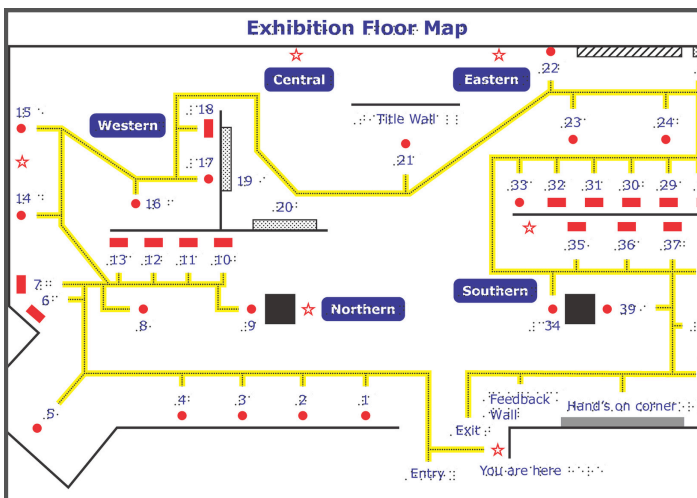 Exhibition Floor Map
Central
Eastern
22
15
18
Western
Title Wall
23
24
21
17
19
14
16
20
33
32
31
30
29
13
12
11
10
35
36
37
7
6
Southern
8
9
Northern
34
39
5
4
3
2
1
Feedback
Wall
Hand's on corner
Exit
Entry
You are here